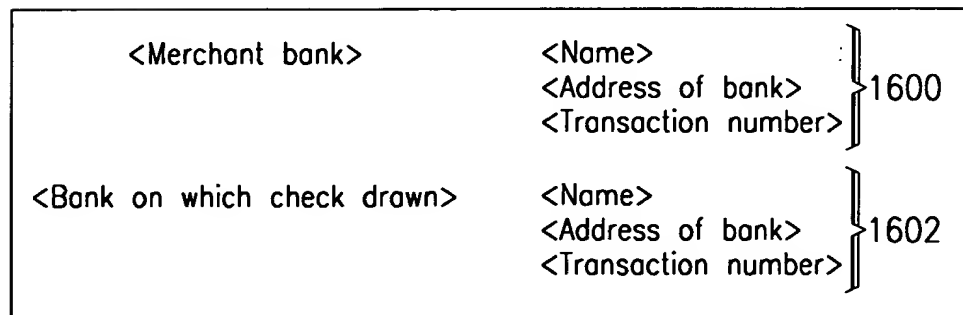 <Merchant bank> <Name>
<Address of bank> 1600
<Transaction number>
<Bank on which check drawn> <Name>
<Address of bank> 1602
<Transaction number>